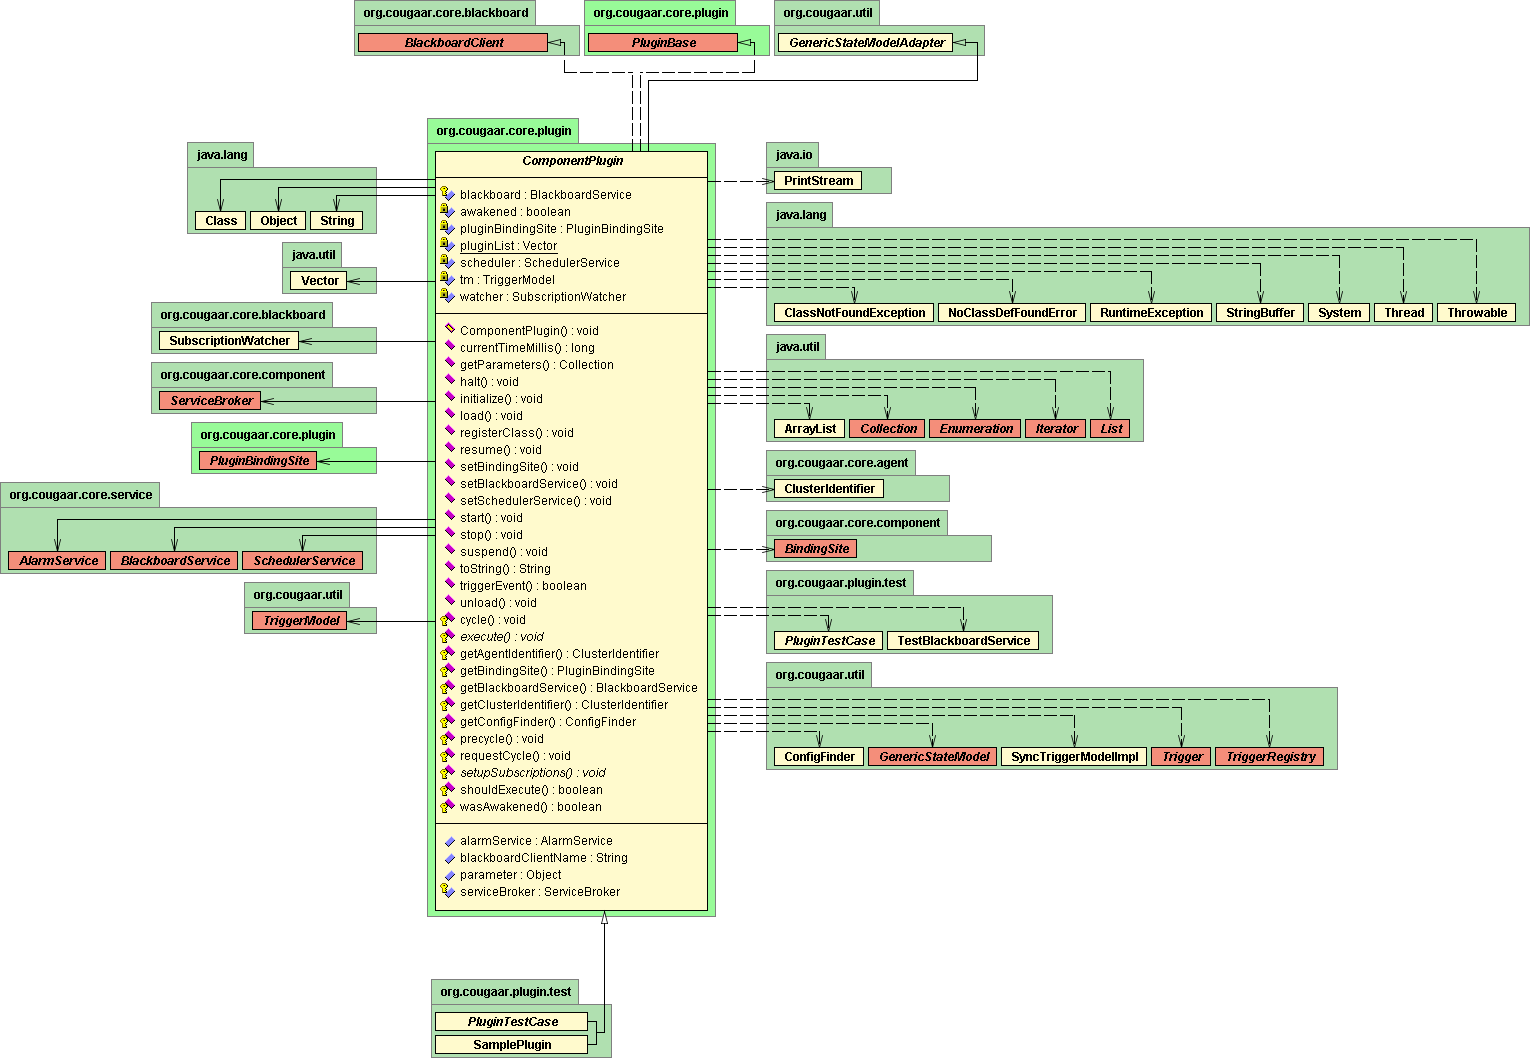 org.cougaar.core.blackboard
BlackboardClient
org.cougaar.core.plugin
PluginBase
org.cougaar.util
GenericStateModelAdapter
java.lang
Class
Object
String
java.util
Vector
org.cougaar.core.blackboard
SubscriptionWatcher
org.cougaar.core.component
ServiceBroker
org.cougaar.core.plugin
PluginBindingSite
org.cougaar.core.service
AlarmService
BlackboardService
SchedulerService
org.cougaar.util
TriggerModel
org.cougaar.core.plugin
ComponentPlugin
blackboard : BlackboardService
awakened : boolean
pluginBindingSite : PluginBindingSite
pluginList : Vector
scheduler : SchedulerService
tm : TriggerModel
watcher : SubscriptionWatcher
ComponentPlugin() : void
currentTimeMillis() : long
getParameters() : Collection
halt() : void
initialize() : void
load() : void
registerClass() : void
resume() : void
setBindingSite() : void
setBlackboardService() : void
setSchedulerService() : void
start() : void
stop() : void
suspend() : void
toString() : String
triggerEvent() : boolean
unload() : void
cycle() : void
execute() : void
getAgentIdentifier() : ClusterIdentifier
getBindingSite() : PluginBindingSite
getBlackboardService() : BlackboardService
getClusterIdentifier() : ClusterIdentifier
getConfigFinder() : ConfigFinder
precycle() : void
requestCycle() : void
setupSubscriptions() : void
shouldExecute() : boolean
wasAwakened() : boolean
alarmService : AlarmService
blackboardClientName : String
parameter : Object
serviceBroker : ServiceBroker
java.io
PrintStream
java.lang
ClassNotFoundException
NoClassDefFoundError
RuntimeException
StringBuffer
System
Thread
Throwable
java.util
ArrayList
Collection
Enumeration
Iterator
List
org.cougaar.core.agent
ClusterIdentifier
org.cougaar.core.component
BindingSite
org.cougaar.plugin.test
PluginTestCase
TestBlackboardService
org.cougaar.util
ConfigFinder
GenericStateModel
SyncTriggerModelImpl
Trigger
TriggerRegistry
org.cougaar.plugin.test
PluginTestCase
SamplePlugin